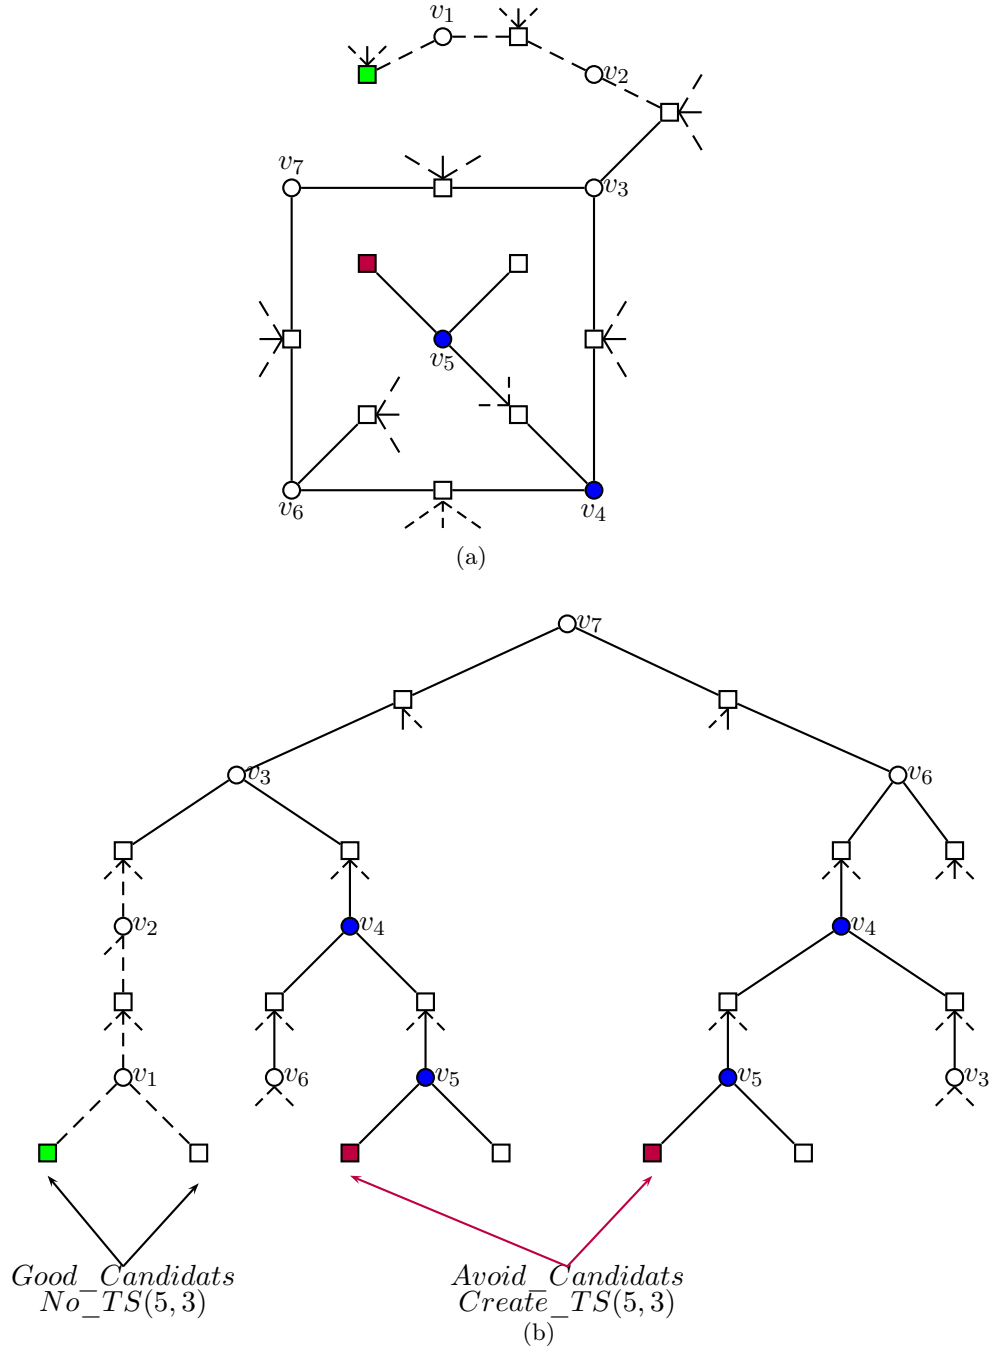 v1
v2
v7
v3
v5
v6
v4
(a)
v7
v3
v6
v4
v4
v2
v1
v6
v5
v5
v3
Good_Candidats
No_TS(5, 3)
Avoid_Candidats
Create_TS(5, 3)
(b)